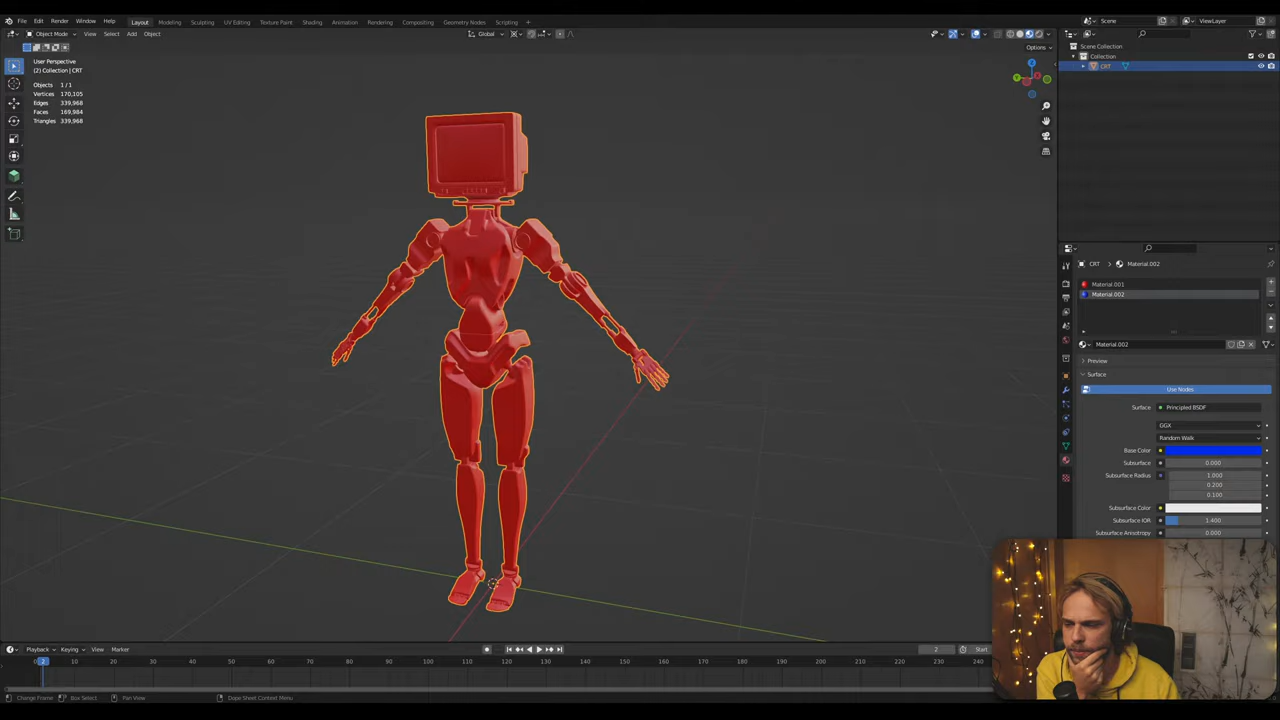 File Edit Render Window Help
Layout Modeling Sculpting UV Editing Texture Paint Shading Animation Rendering Compositing Geometry Nodes Scripting +
Scene
ViewLayer
Object Mode View Select Add Object
Global
Options
User Perspective
(2) Collection | CRT
Objects 1/1
Vertices 170,105
Edges 339,968
Faces 169,984
Triangles 339,968
Scene Collection
Collection
CRT
CRT > Material.002
Material.001
Material.002
Material.002
Preview
Surface
Use Nodes
Surface Principled BSDF
GGX
Random Walk
Base Color
Subsurface 0.000
Subsurface Radius 1.000
0.200
0.100
Subsurface Color
Subsurface IOR 1.400
Subsurface Anisotropy 0.000
Playback Keying View Marker
2 Start
0 2 10 20 30 40 50 60 70 80 90 100 110 120 130 140 150 160 170 180 190 200 210 220 230 240
Change Frame Box Select Pan View Dope Sheet Context Menu